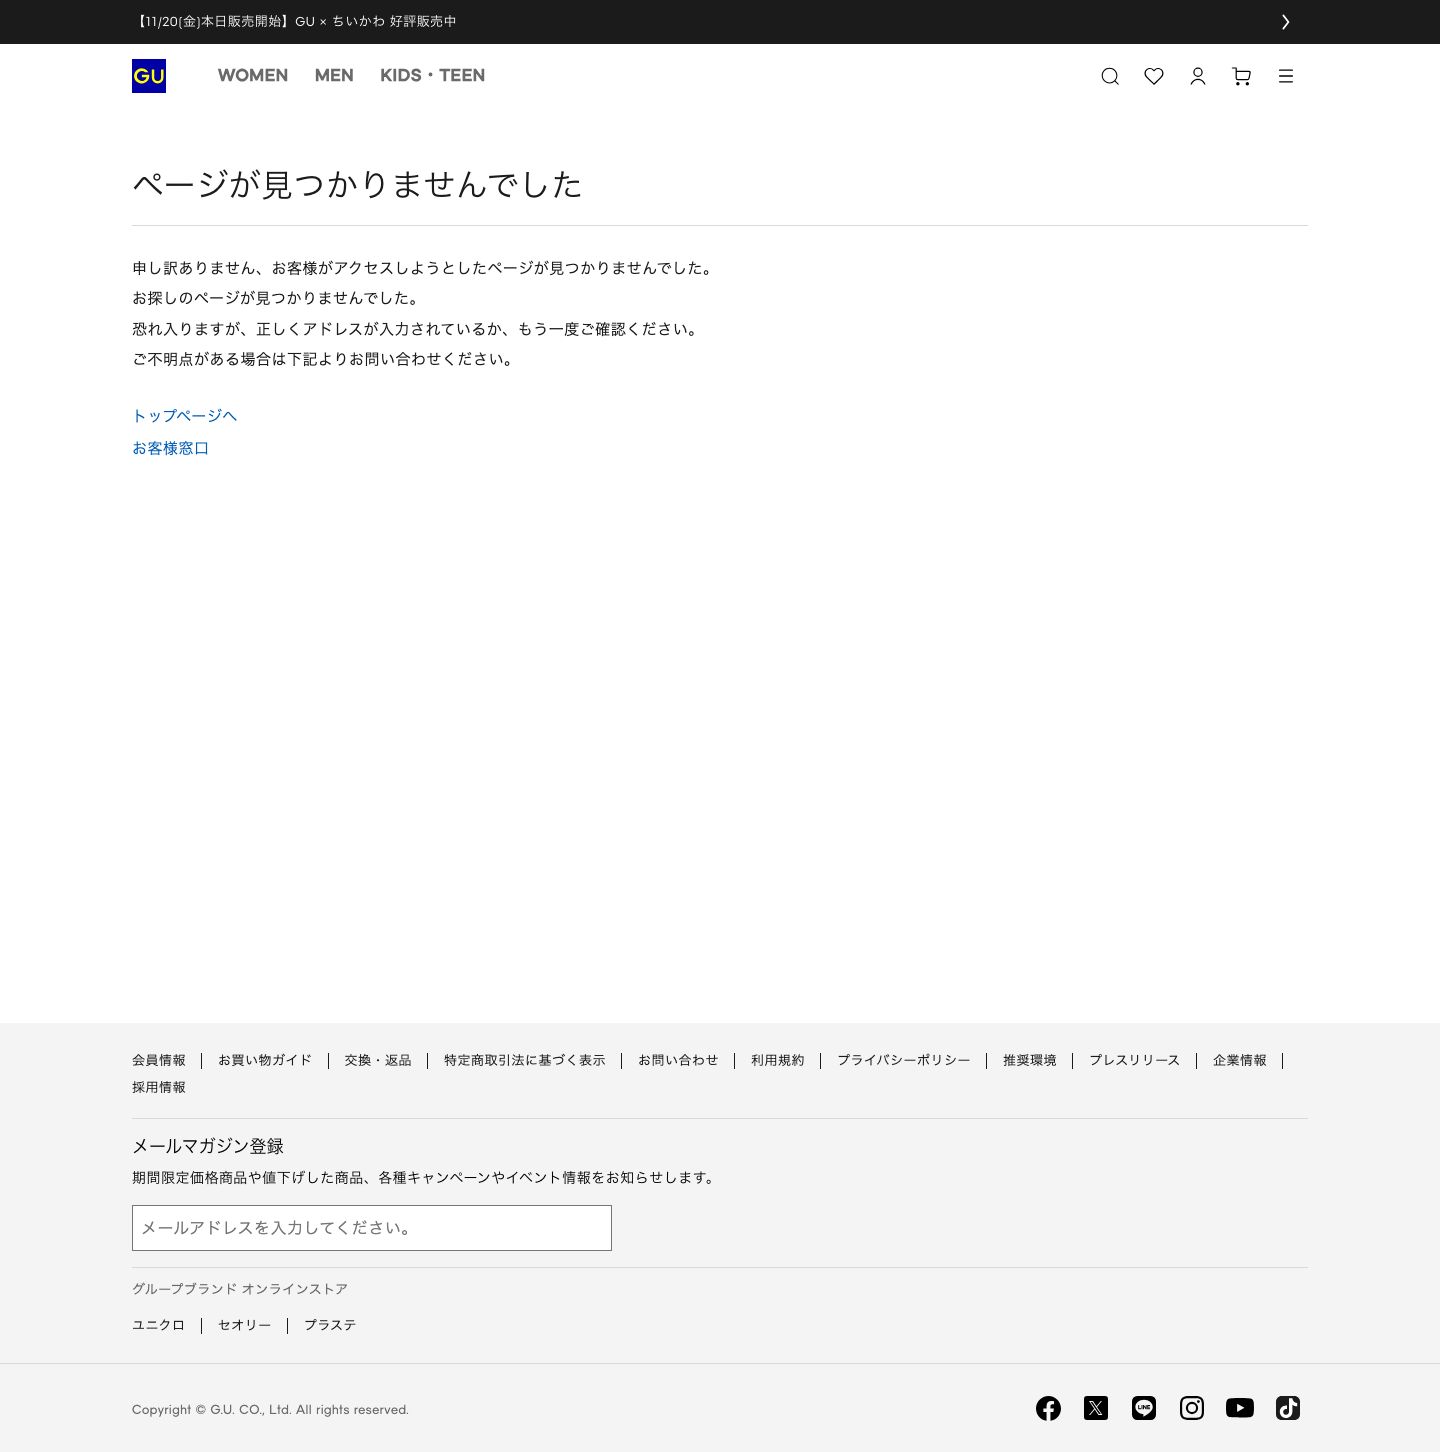 【11/20(金)本日販売開始】GU × ちいかわ 好評販売中
GU WOMEN MEN KIDS・TEEN
ページが見つかりませんでした
申し訳ありません、お客様がアクセスしようとしたページが見つかりませんでした。
お探しのページが見つかりませんでした。
恐れ入りますが、正しくアドレスが入力されているか、もう一度ご確認ください。
ご不明点がある場合は下記よりお問い合わせください。
トップページへ
お客様窓口
会員情報 | お買い物ガイド | 交換・返品 | 特定商取引法に基づく表示 | お問い合わせ | 利用規約 | プライバシーポリシー | 推奨環境 | プレスリリース | 企業情報 |
採用情報
メールマガジン登録
期間限定価格商品や値下げした商品、各種キャンペーンやイベント情報をお知らせします。
メールアドレスを入力してください。
グループブランド オンラインストア
ユニクロ | セオリー | プラステ
Copyright © G.U. CO., Ltd. All rights reserved.
LINE